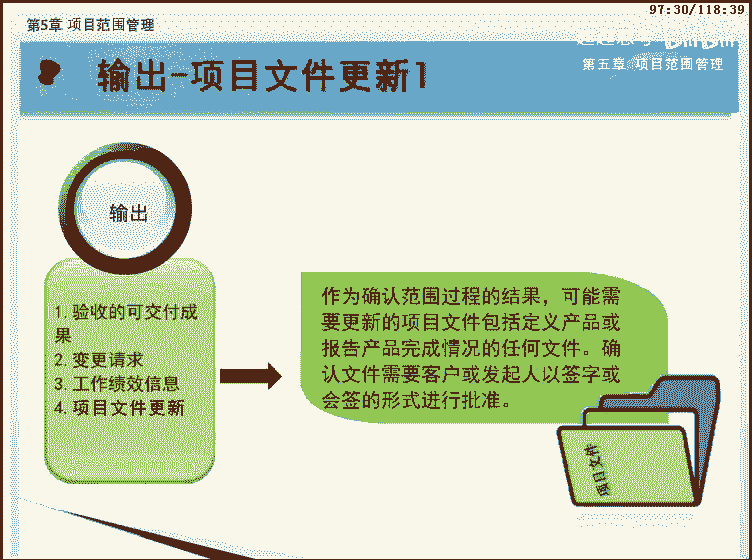 97:30/118:39
第5章 项目范围管理
第五章 项目范围管理
输出-项目文件更新1
输出
1.验收的可交付成
果
2.变更请求
3.工作绩效信息
4.项目文件更新
作为确认范围过程的结果，可能需
要更新的项目文件包括定义产品或
报告产品完成情况的任何文件。确
认文件需要客户或发起人以签字或
会签的形式进行批准。
项目文件